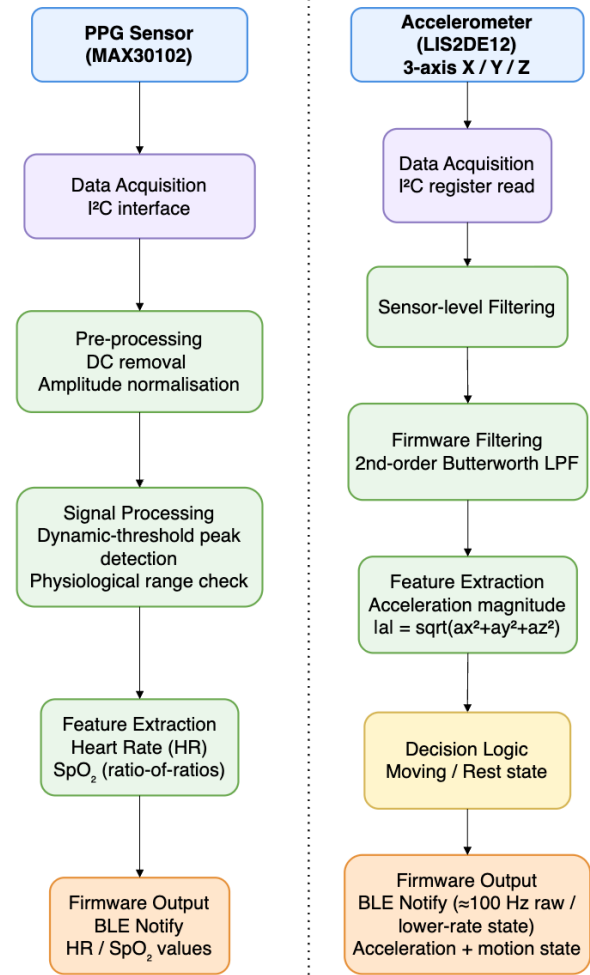 PPG Sensor
(MAX30102)
Data Acquisition
I²C interface
Pre-processing
DC removal
Amplitude normalisation
Signal Processing
Dynamic-threshold peak
detection
Physiological range check
Feature Extraction
Heart Rate (HR)
SpO₂ (ratio-of-ratios)
Firmware Output
BLE Notify
HR / SpO₂ values
Accelerometer
(LIS2DE12)
3-axis X / Y / Z
Data Acquisition
I²C register read
Sensor-level Filtering
Firmware Filtering
2nd-order Butterworth LPF
Feature Extraction
Acceleration magnitude
|a| = sqrt(ax²+ay²+az²)
Decision Logic
Moving / Rest state
Firmware Output
BLE Notify (≈100 Hz raw /
lower-rate state)
Acceleration + motion state